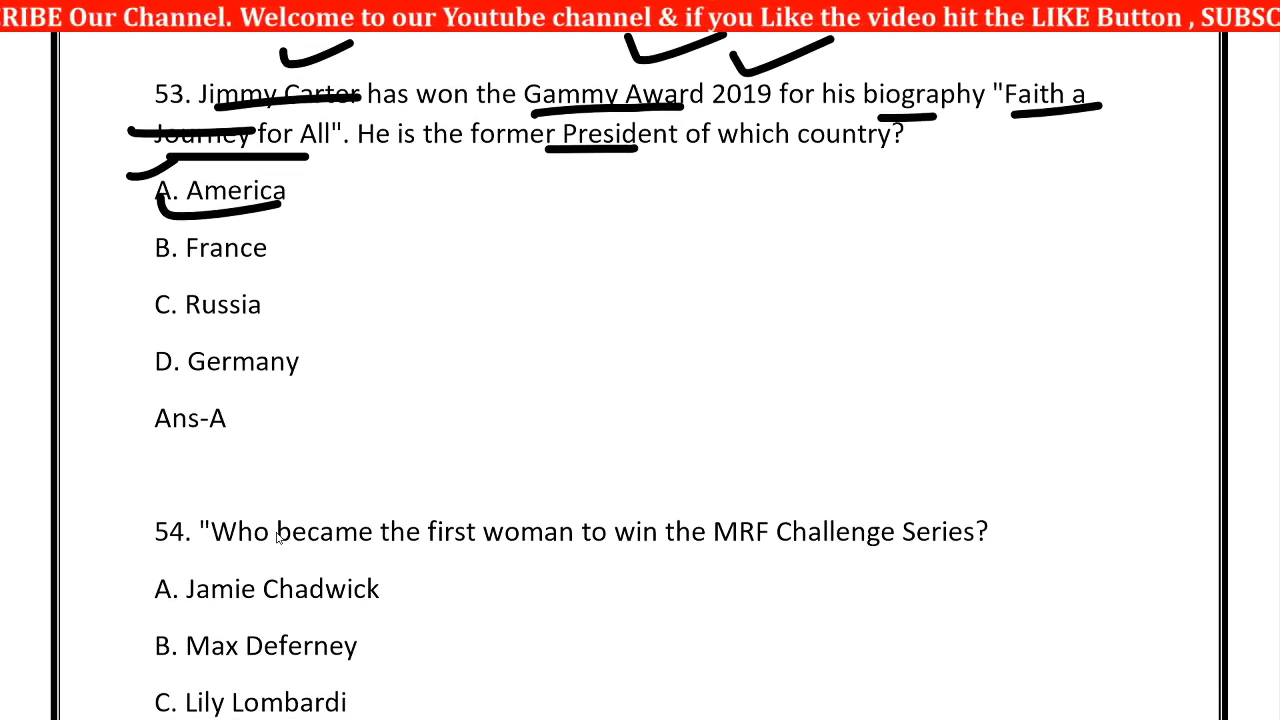 RIBE Our Channel. Welcome to our Youtube channel & if you Like the video hit the LIKE Button , SUBSC
53. Jimmy Carter has won the Gammy Award 2019 for his biography "Faith a
Journey for All". He is the former President of which country?
A. America
B. France
C. Russia
D. Germany
Ans-A
54. "Who became the first woman to win the MRF Challenge Series?
A. Jamie Chadwick
B. Max Deferney
C. Lily Lombardi